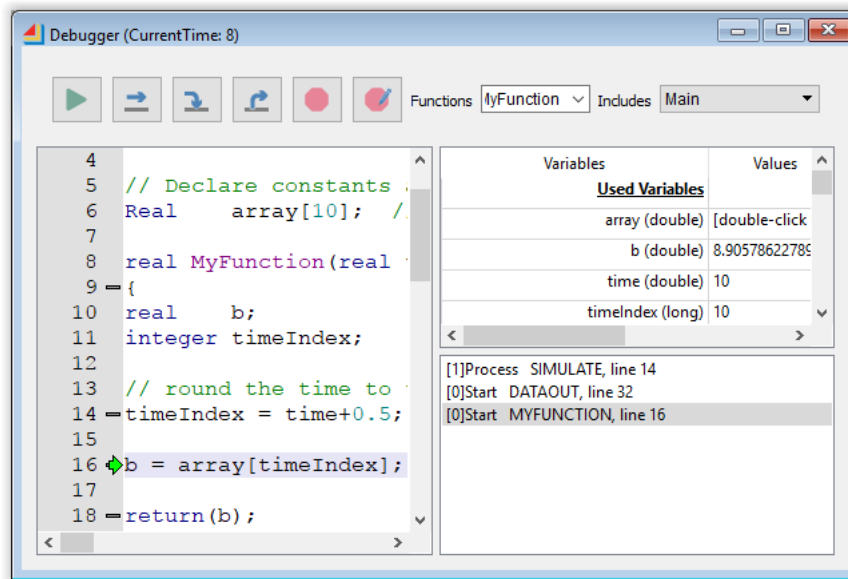 Debugger (CurrentTime: 8)
Functions MyFunction Includes Main
4
5 // Declare constants
6 Real array[10]; /
7
8 real MyFunction(real
9 {
10 real b;
11 integer timeIndex;
12
13 // round the time to
14 timeIndex = time+0.5;
15
16 b = array[timeIndex];
17
18 return(b);
Variables Values
Used Variables
array (double) [double-click
b (double) 8.90578622789
time (double) 10
timeIndex (long) 10
[1]Process SIMULATE, line 14
[0]Start DATAOUT, line 32
[0]Start MYFUNCTION, line 16